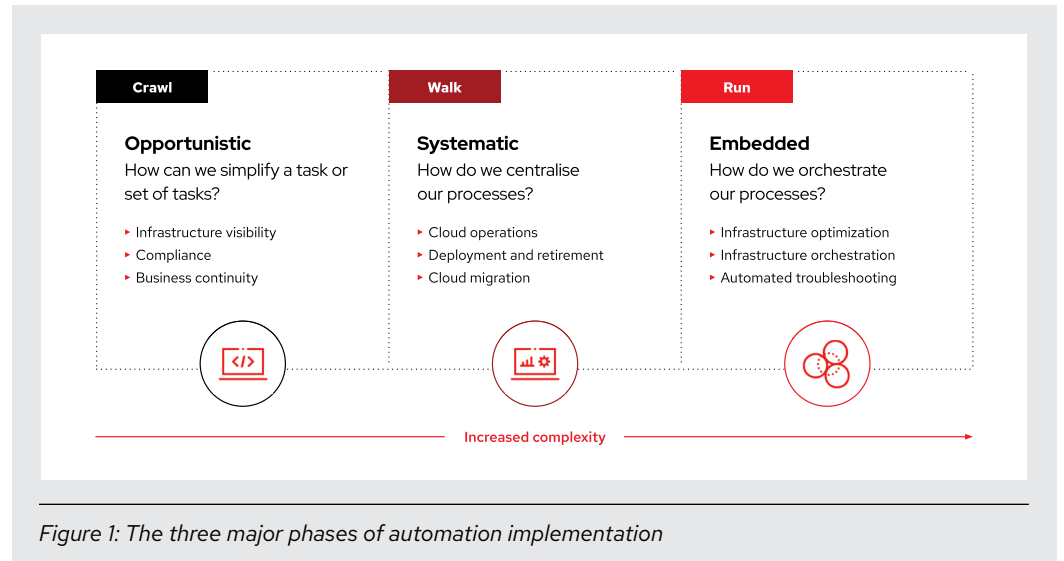 Crawl
Opportunistic
How can we simplify a task or
set of tasks?
Infrastructure visibility
Compliance
Business continuity
Walk
Systematic
How do we centralise
our processes?
Cloud operations
Deployment and retirement
Cloud migration
Run
Embedded
How do we orchestrate
our processes?
Infrastructure optimization
Infrastructure orchestration
Automated troubleshooting
</>
Increased complexity
Figure 1: The three major phases of automation implementation